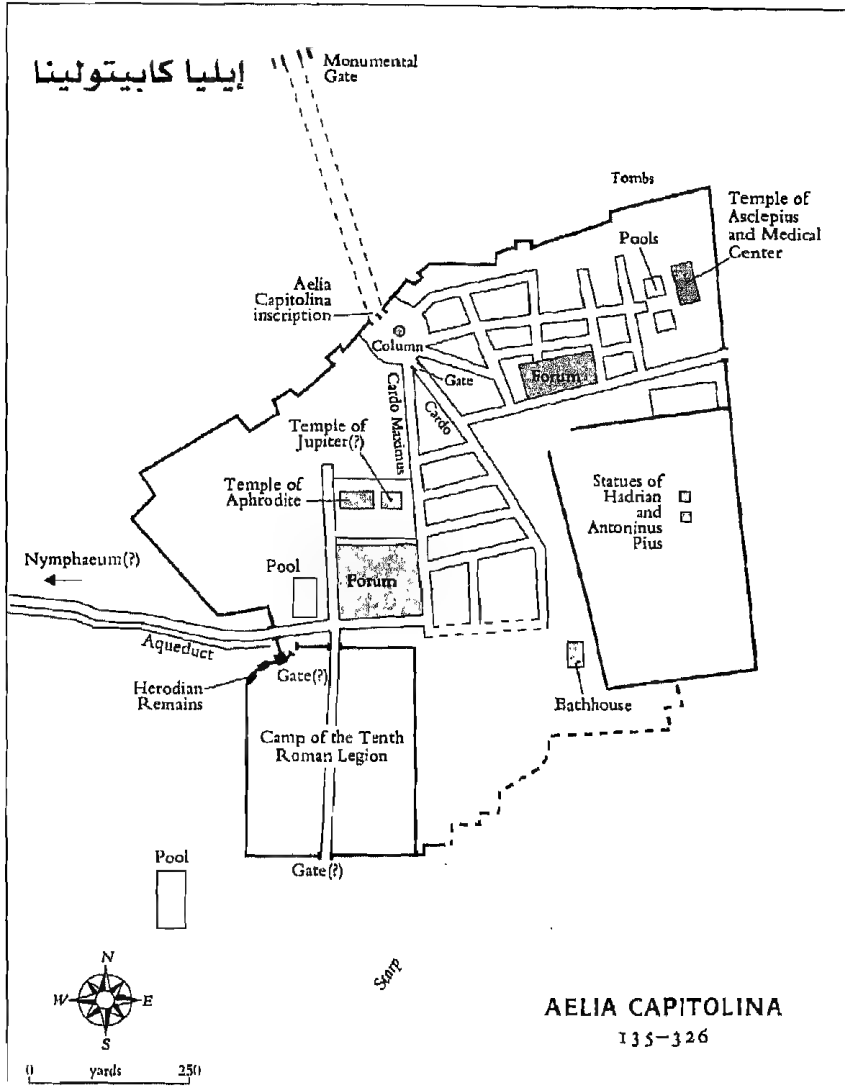 إيليا كابيتولينا
Monumental
Gate
Tombs
Temple of
Asclepius
and Medical
Center
Pools
Aelia
Capitolina
inscription
Column
Gate
Forum
Cardo Maximus
Cardo
Temple of
Jupiter(?)
Temple of
Aphrodite
Statues of
Hadrian
and
Antoninus
Pius
Nymphaeum(?)
Pool
Forum
Aqueduct
Gate(?)
Herodian
Remains
Bathhouse
Camp of the Tenth
Roman Legion
Pool
Gate(?)
Scarp
N
W
E
S
AELIA CAPITOLINA
135–326
0 yards 250